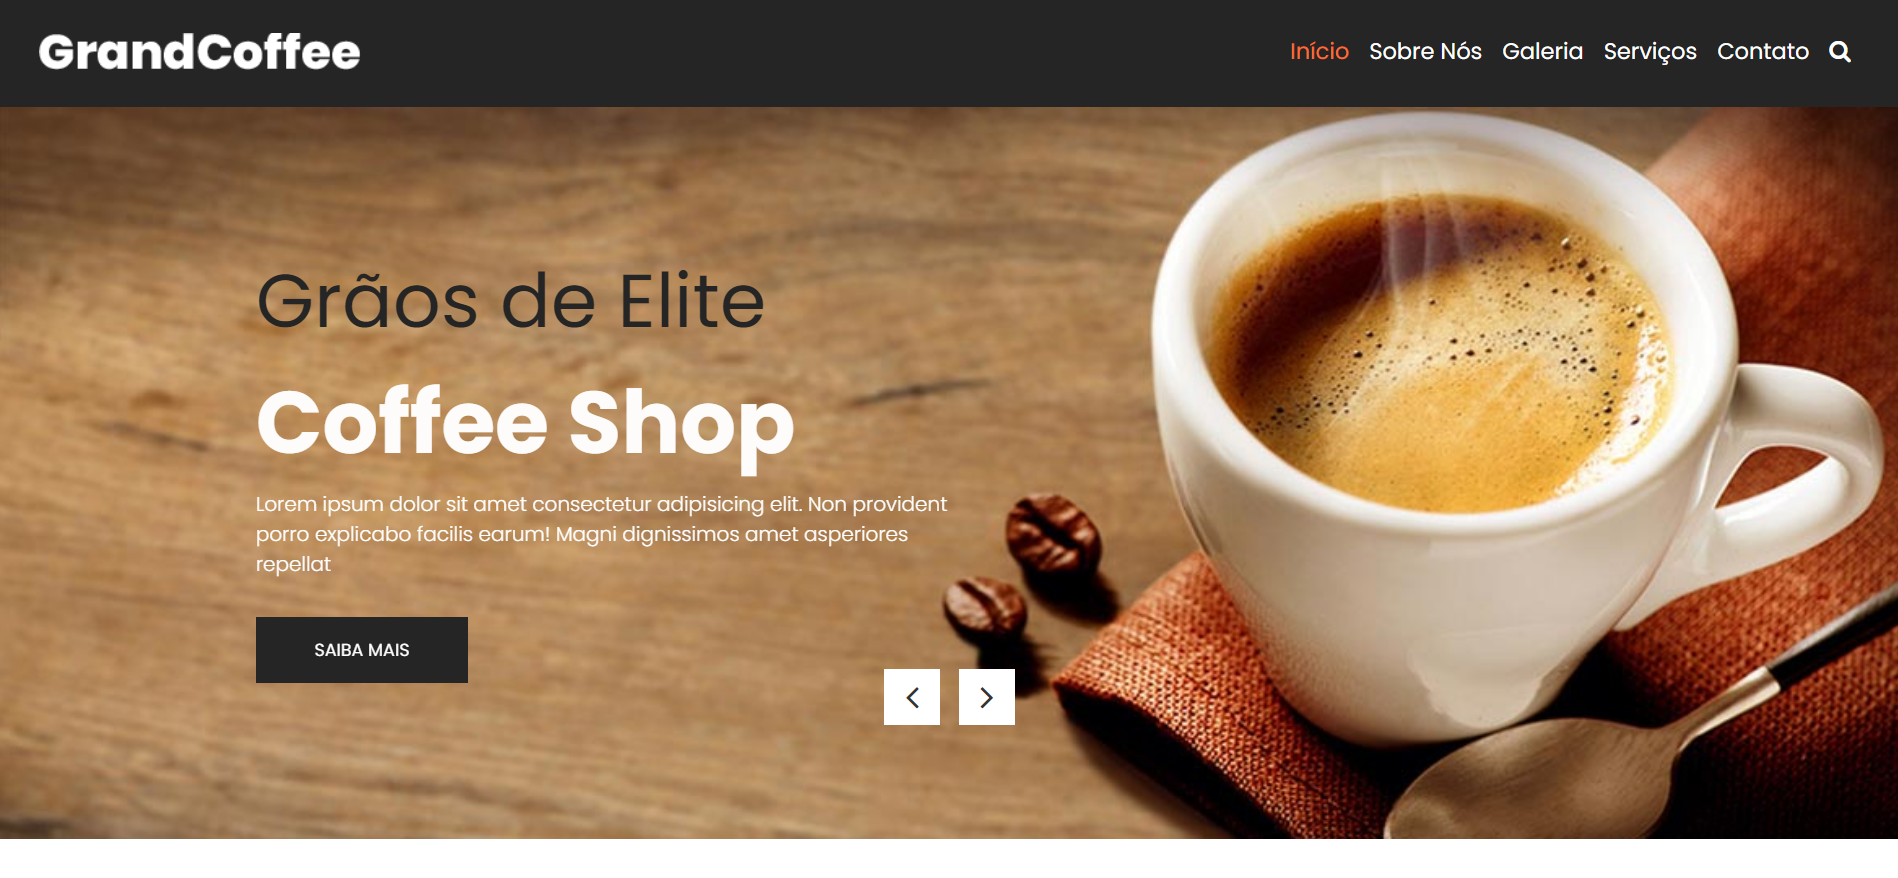 GrandCoffee
Início Sobre Nós Galeria Serviços Contato
Grãos de Elite
Coffee Shop
Lorem ipsum dolor sit amet consectetur adipisicing elit. Non provident
porro explicabo facilis earum! Magni dignissimos amet asperiores
repellat
SAIBA MAIS